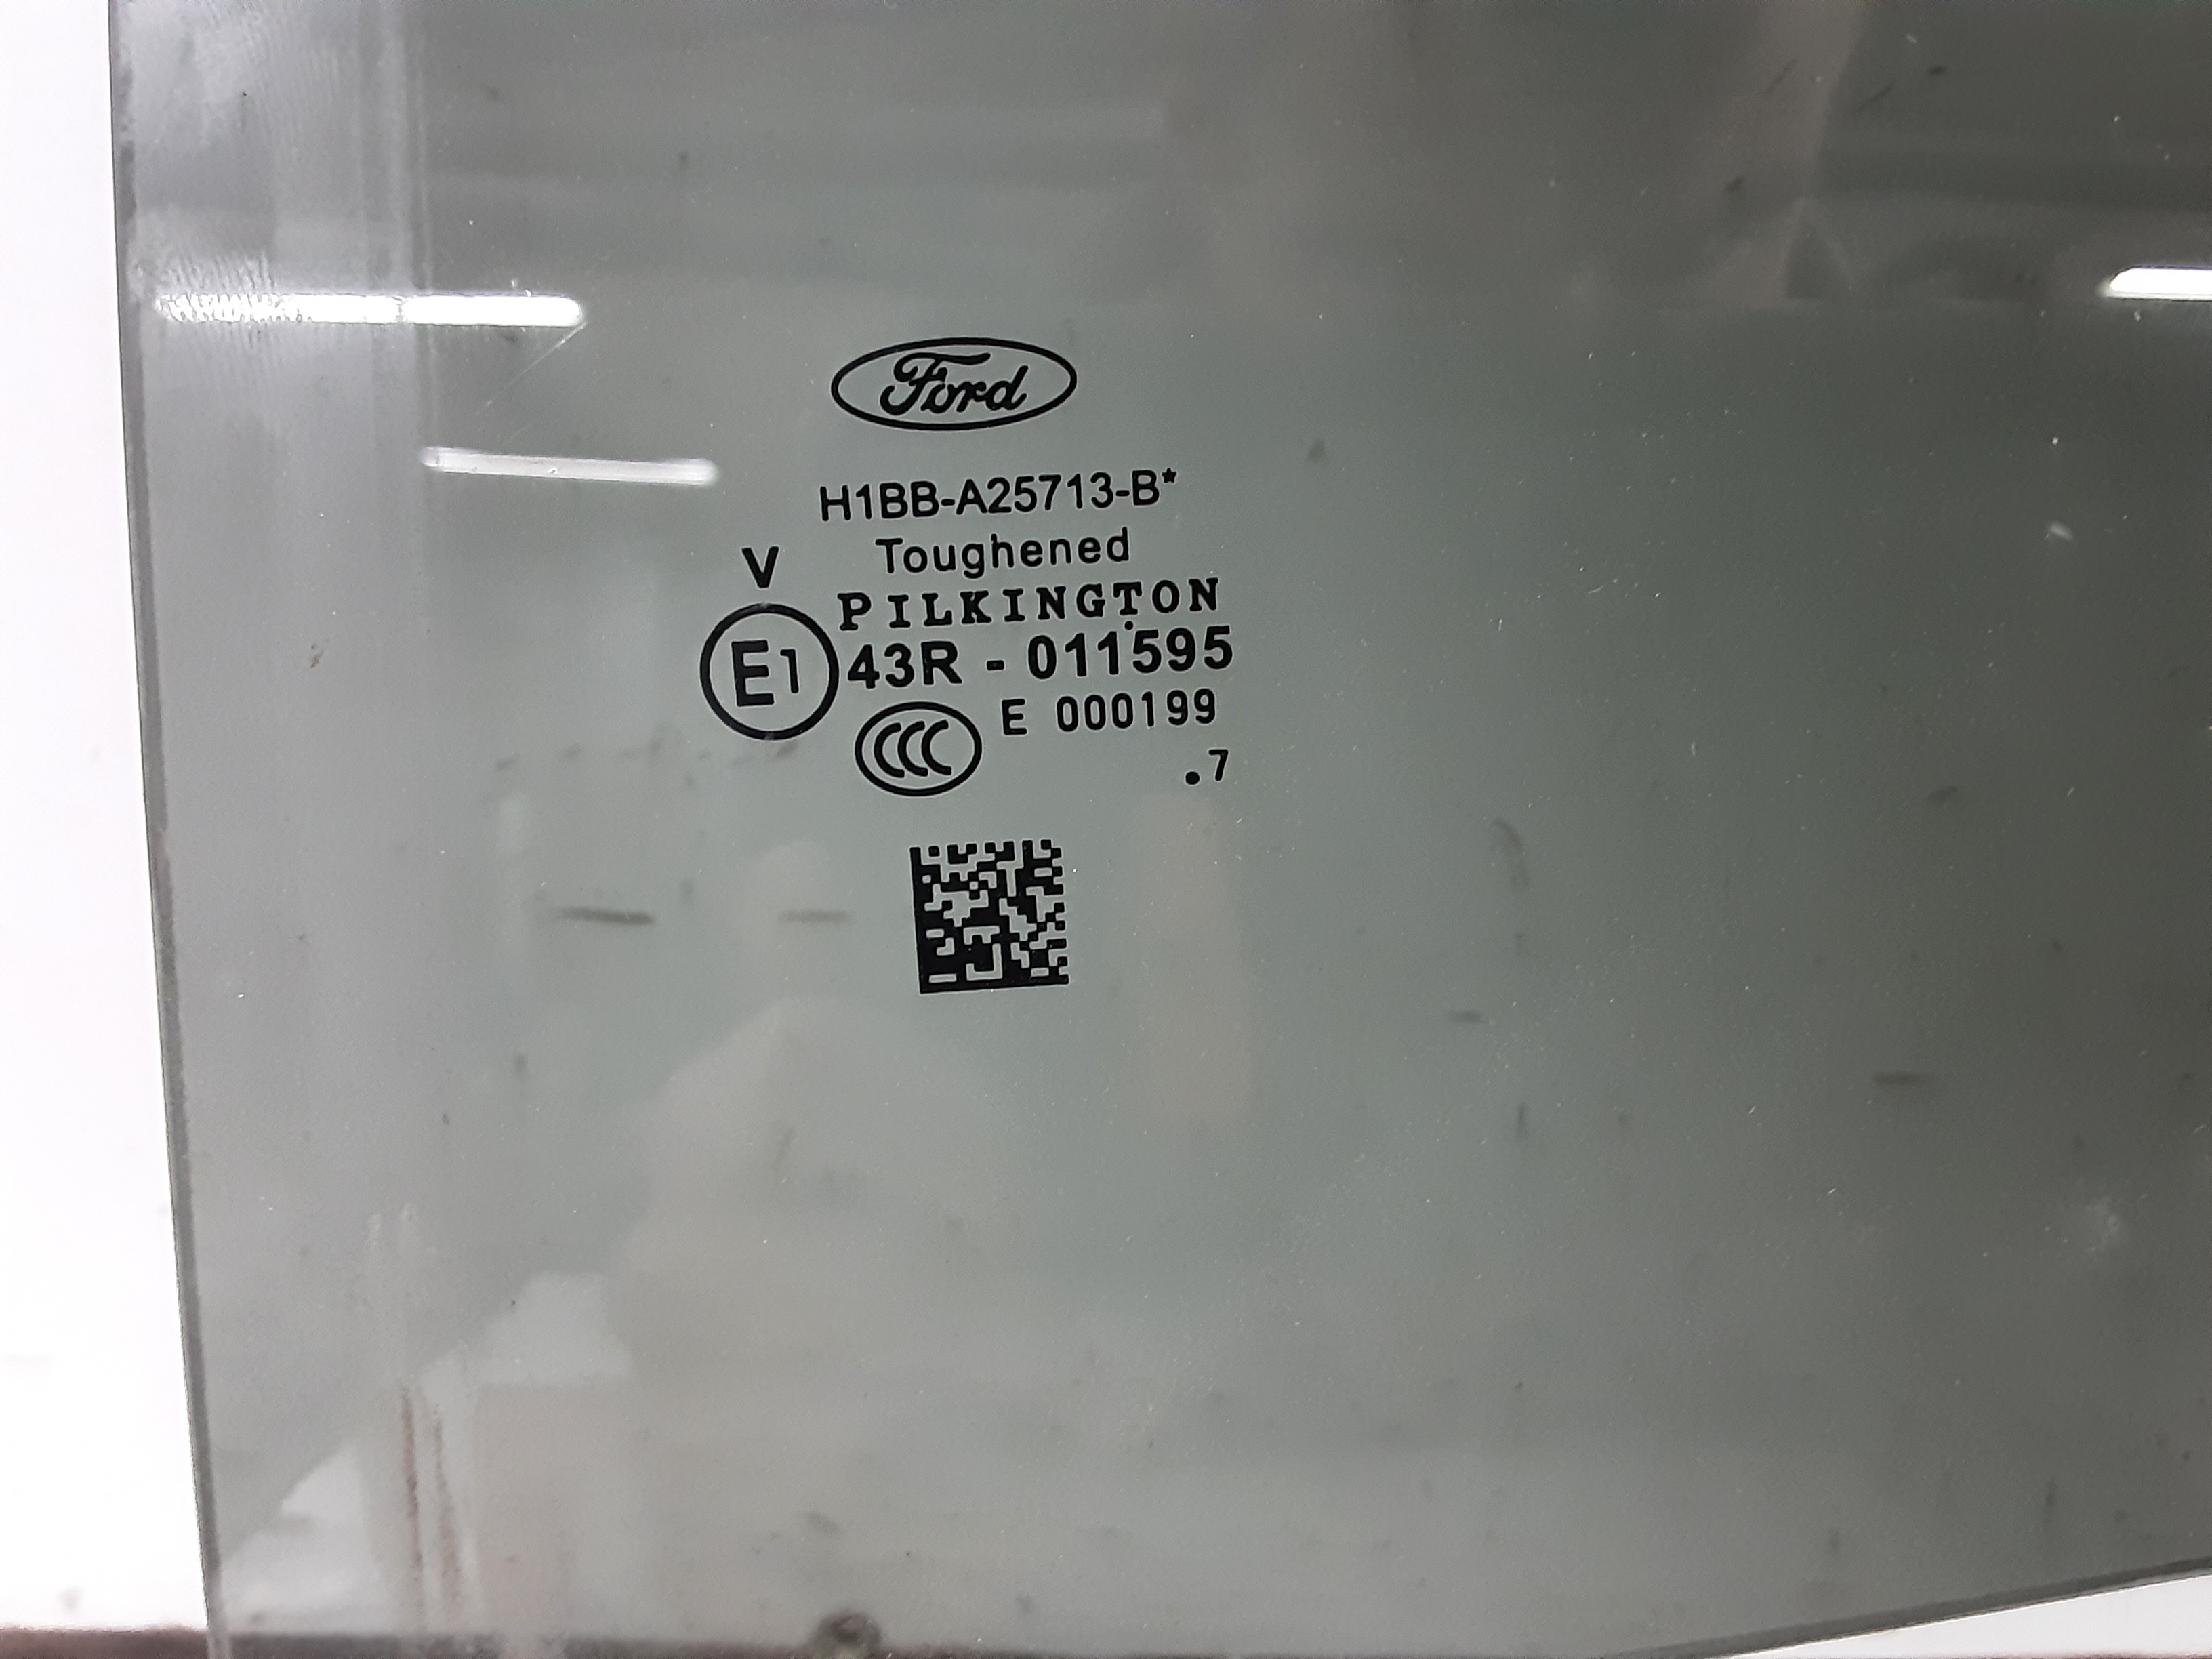 Ford
H1BB-A25713-B*
V Toughened
PILKINGTON
E1 43R - 011595
CCC E 000199
.7